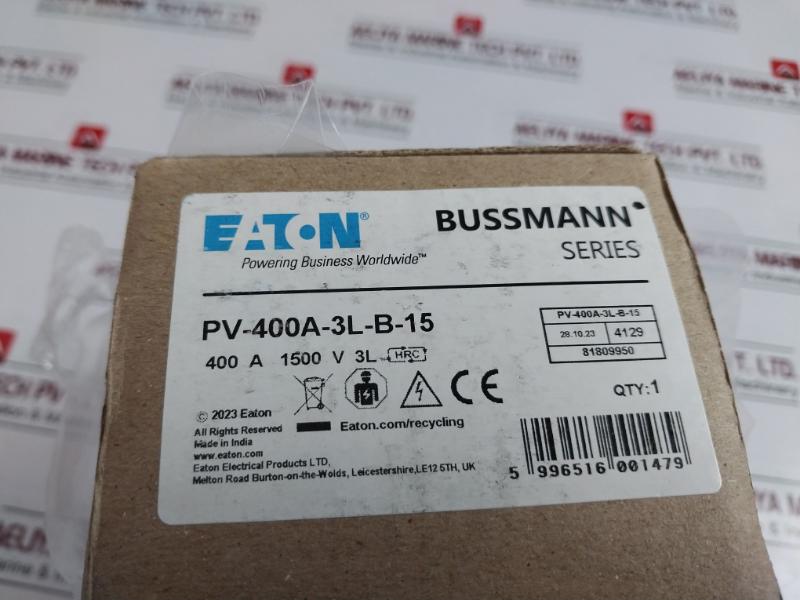 EATON®
Powering Business Worldwide™
BUSSMANN
SERIES
PV-400A-3L-B-15
400 A 1500 V 3L HRC
PV-400A-3L-B-15
28.10.23 4129
81809950
QTY:1
CE
© 2023 Eaton
All Rights Reserved
Made in India
www.eaton.com
Eaton.com/recycling
Eaton Electrical Products LTD,
Melton Road Burton-on-the-Wolds, Leicestershire,LE12 5TH, UK
5 996516 001479